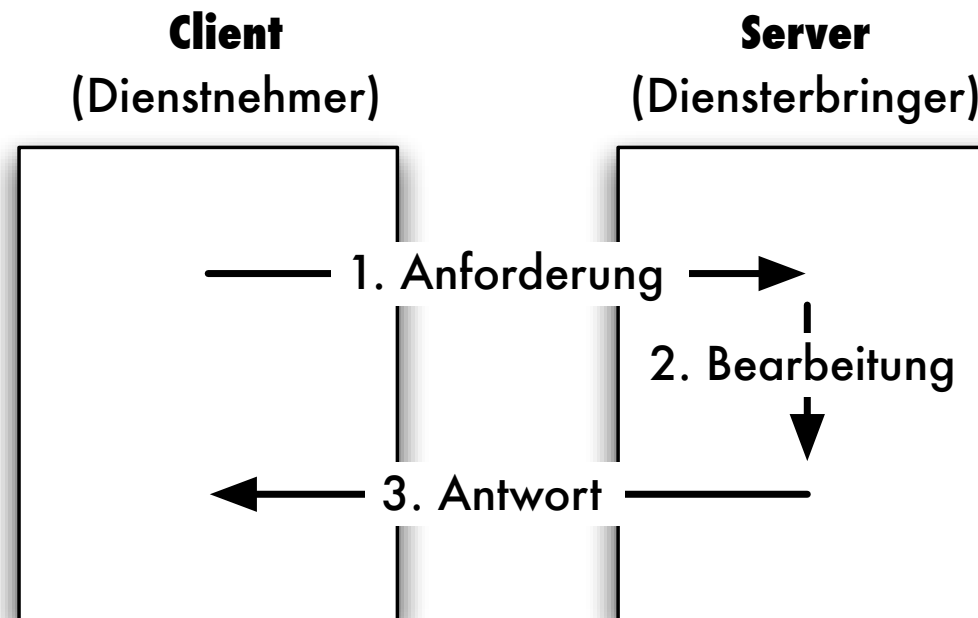 Client
(Dienstnehmer)
Server
(Diensterbringer)
1. Anforderung
2. Bearbeitung
3. Antwort